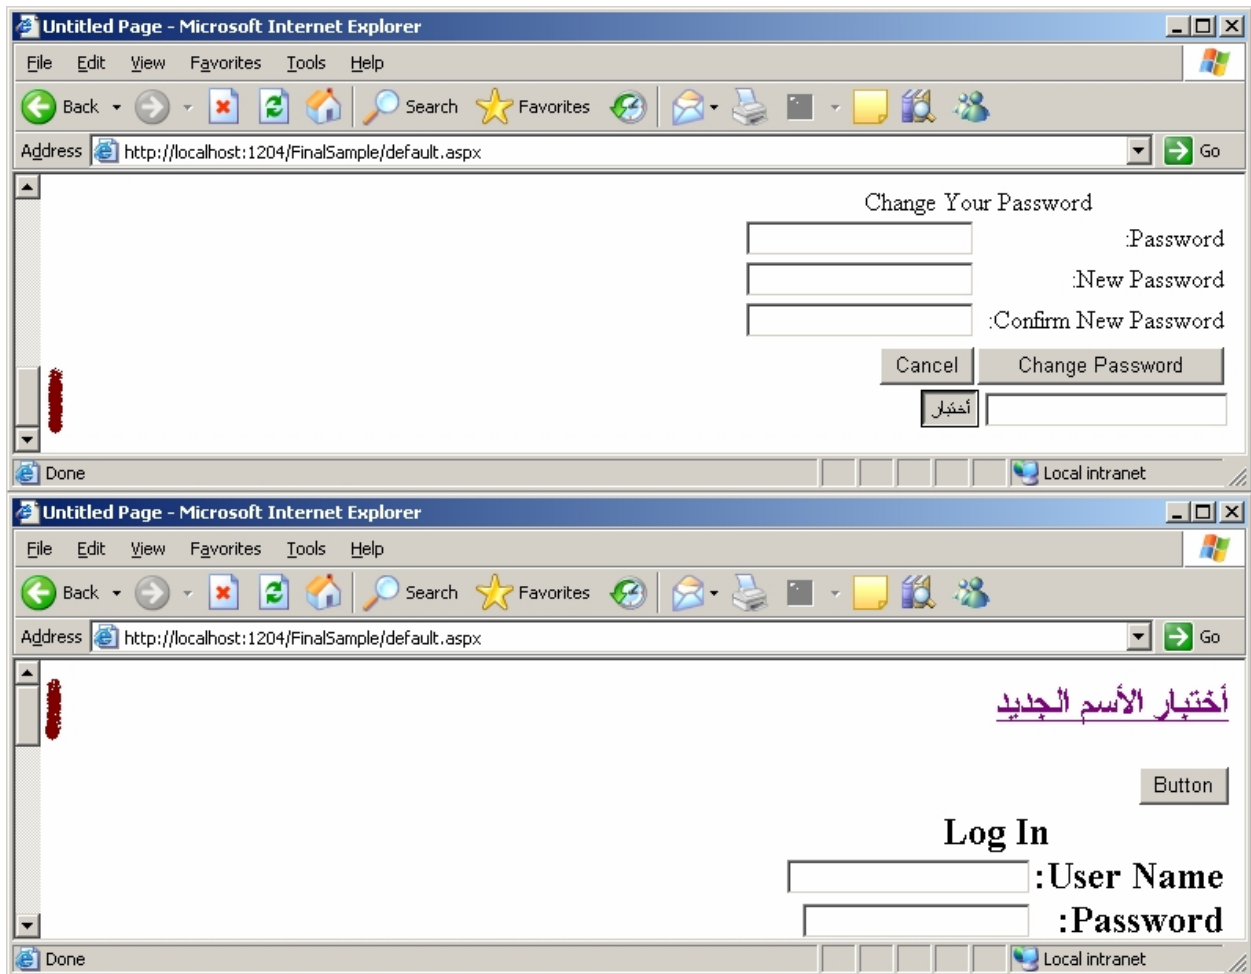 Untitled Page - Microsoft Internet Explorer
File Edit View Favorites Tools Help
Back Search Favorites
Address http://localhost:1204/FinalSample/default.aspx Go
Change Your Password
:Password
:New Password
:Confirm New Password
Cancel Change Password
أختبار
Done Local intranet
Untitled Page - Microsoft Internet Explorer
File Edit View Favorites Tools Help
Back Search Favorites
Address http://localhost:1204/FinalSample/default.aspx Go
أختبار الأسم الجديد
Button
Log In
:User Name
:Password
Done Local intranet